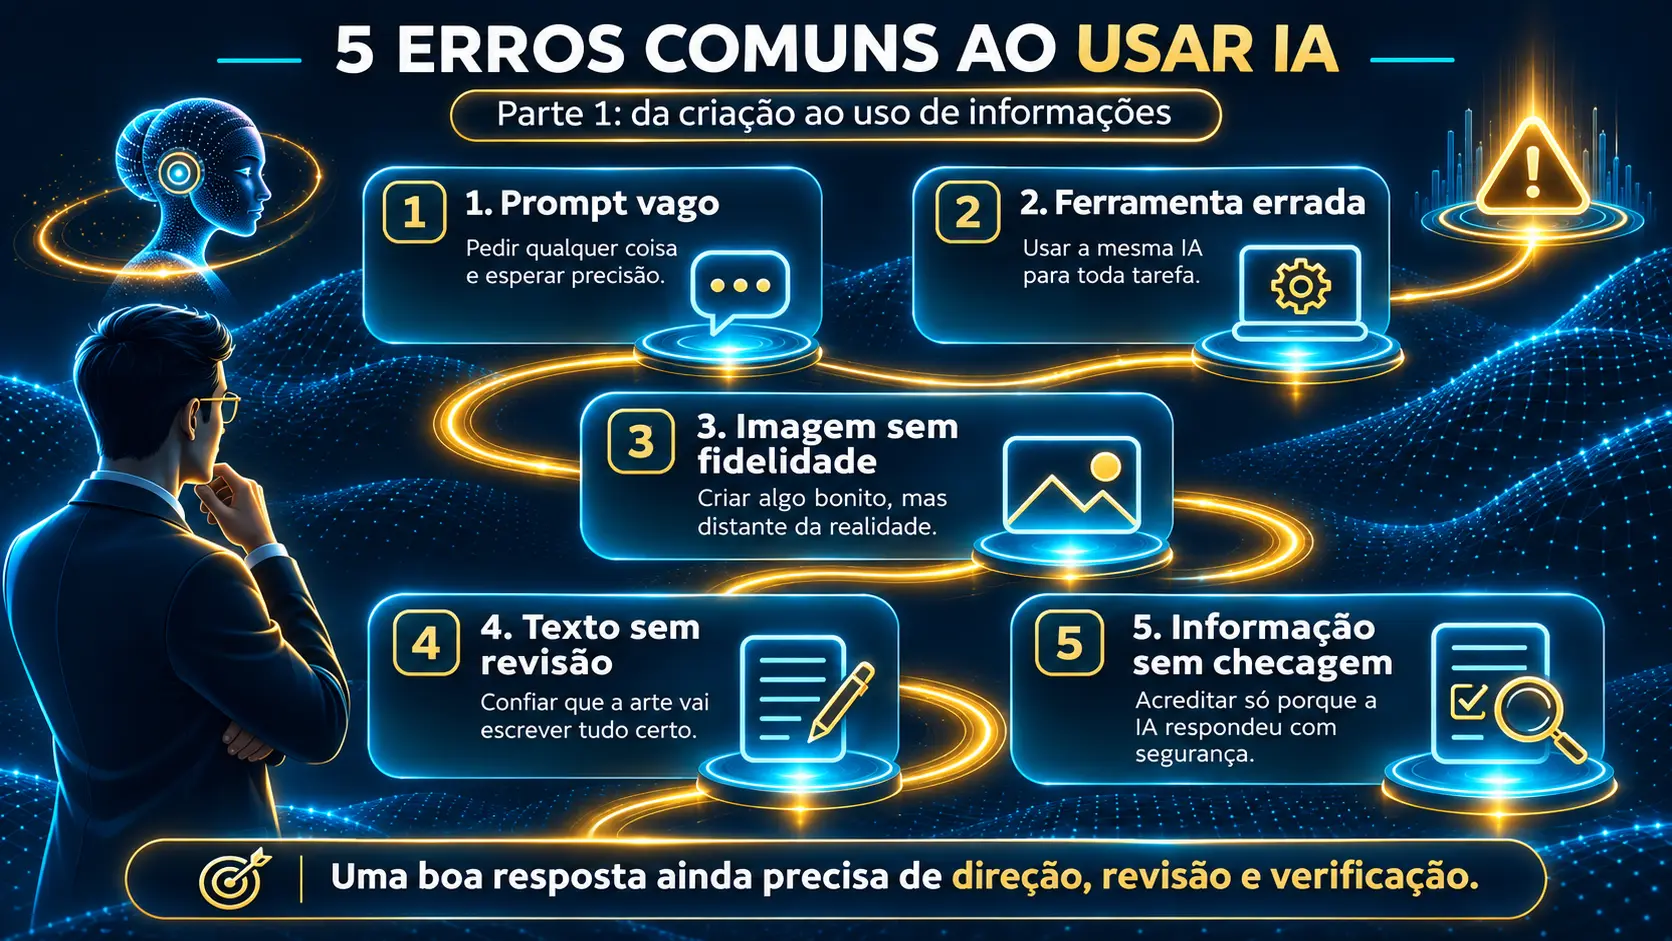 5 ERROS COMUNS AO USAR IA
Parte 1: da criação ao uso de informações
1
1. Prompt vago
Pedir qualquer coisa
e esperar precisão.
2
2. Ferramenta errada
Usar a mesma IA
para toda tarefa.
3
3. Imagem sem
fidelidade
Criar algo bonito, mas
distante da realidade.
4
4. Texto sem
revisão
Confiar que a arte vai
escrever tudo certo.
5
5. Informação
sem checagem
Acreditar só porque a
IA respondeu com
segurança.
Uma boa resposta ainda precisa de direção, revisão e verificação.